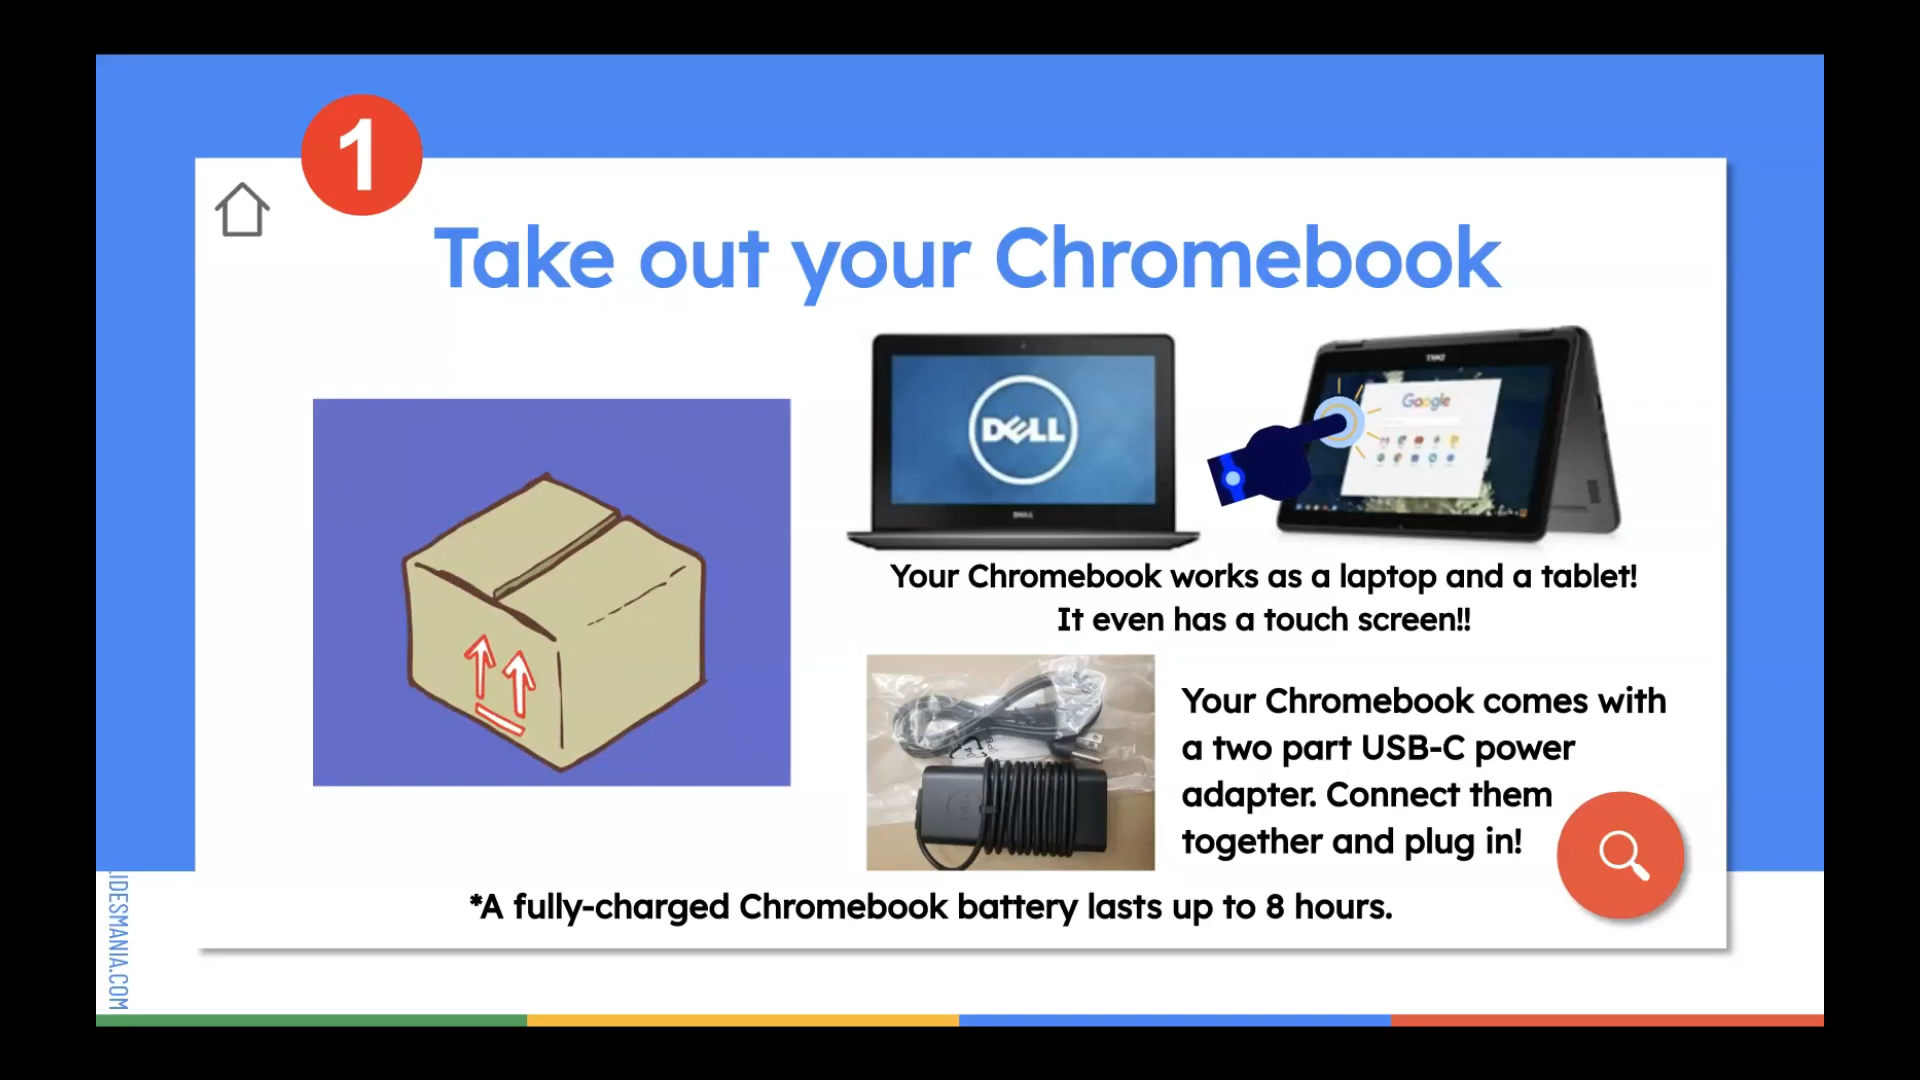 1
Take out your Chromebook
DELL
DELL
DELL
Google
Your Chromebook works as a laptop and a tablet!
It even has a touch screen!!
Your Chromebook comes with
a two part USB-C power
adapter. Connect them
together and plug in!
*A fully-charged Chromebook battery lasts up to 8 hours.
IDESMANIA.COM